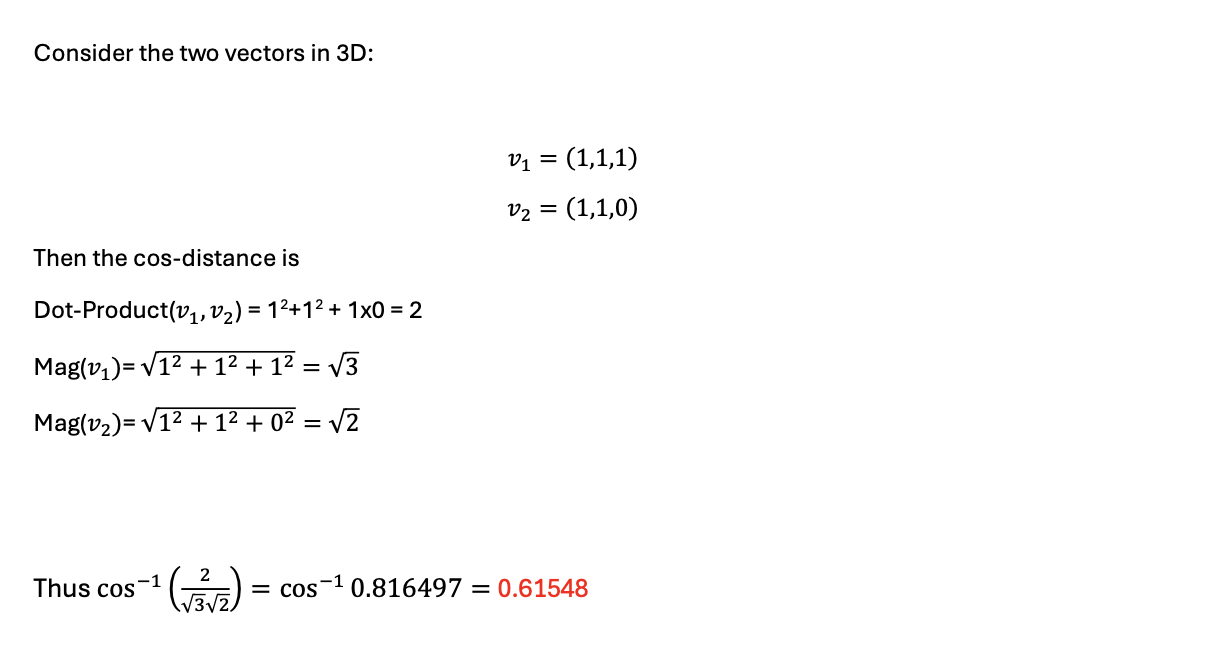 Consider the two vectors in 3D:
𝑣₁ = (1,1,1)
𝑣₂ = (1,1,0)
Then the cos-distance is
Dot-Product(𝑣₁, 𝑣₂) = 1²+1² + 1x0 = 2
Mag(𝑣₁)= √(1² + 1² + 1²) = √3
Mag(𝑣₂)= √(1² + 1² + 0²) = √2
Thus cos⁻¹ (2/(√3√2)) = cos⁻¹ 0.816497 = 0.61548